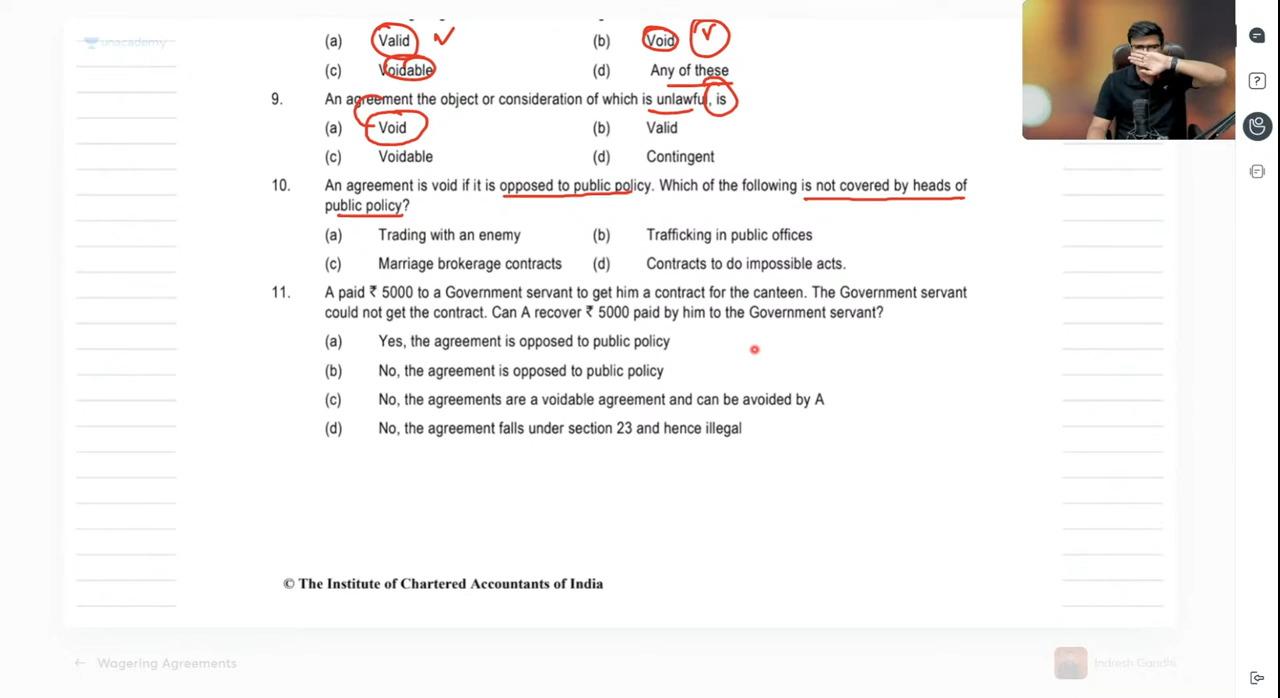 unacademy
(a) Valid (b) Void
(c) Voidable (d) Any of these
9. An agreement the object or consideration of which is unlawful, is
(a) Void (b) Valid
(c) Voidable (d) Contingent
10. An agreement is void if it is opposed to public policy. Which of the following is not covered by heads of
public policy?
(a) Trading with an enemy (b) Trafficking in public offices
(c) Marriage brokerage contracts (d) Contracts to do impossible acts.
11. A paid ₹ 5000 to a Government servant to get him a contract for the canteen. The Government servant
could not get the contract. Can A recover ₹ 5000 paid by him to the Government servant?
(a) Yes, the agreement is opposed to public policy
(b) No, the agreement is opposed to public policy
(c) No, the agreements are a voidable agreement and can be avoided by A
(d) No, the agreement falls under section 23 and hence illegal
© The Institute of Chartered Accountants of India
Wagering Agreements Indresh Gandhi